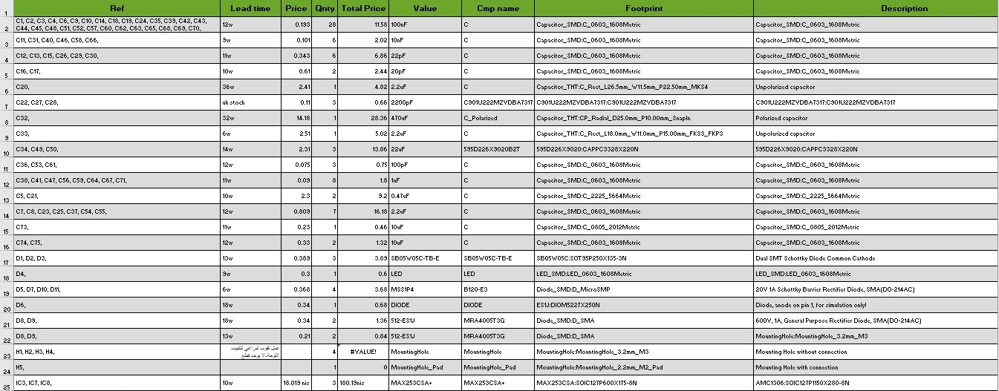 Ref Lead time Price Qnty Total Price Value Cmp name Footprint Description
1
C1, C2, C3, C4, C6, C9, C10, C14, C18, C19, C24, C35, C39, C42, C43,
C44, C45, C48, C51, C52, C57, C60, C62, C63, C65, C68, C69, C70,
2 12w 0.193 28 11.58 100nF C Capacitor_SMD:C_0603_1608Metric Capacitor_SMD:C_0603_1608Metric
3 C11, C31, C40, C46, C58, C66, 9w 0.101 6 2.02 10nF C Capacitor_SMD:C_0603_1608Metric Capacitor_SMD:C_0603_1608Metric
4 C12, C13, C15, C26, C29, C30, 11w 0.343 6 6.86 22pF C Capacitor_SMD:C_0603_1608Metric Capacitor_SMD:C_0603_1608Metric
5 C16, C17, 10w 0.61 2 2.44 20pF C Capacitor_SMD:C_0603_1608Metric Capacitor_SMD:C_0603_1608Metric
6 C20, 36w 2.41 1 4.82 2.2uF C Capacitor_THT:C_Rect_L26.5mm_W11.5mm_P22.50mm_MKS4 Unpolarized capacitor
7 C22, C27, C28, uk stock 0.11 3 0.66 2200pF C901U222MZVDBA7317 C901U222MZVDBA7317:C901U222MZVDBA7317 C901U222MZVDBA7317:C901U222MZVDBA7317
8 C32, 32w 14.18 1 28.36 470uF C_Polarized Capacitor_THT:CP_Radial_D25.0mm_P10.00mm_SnapIn Polarized capacitor
9 C33, 6w 2.51 1 5.02 2.2uF C Capacitor_THT:C_Rect_L18.0mm_W11.0mm_P15.00mm_FKS3_FKP3 Unpolarized capacitor
10 C34, C49, C50, 14w 2.31 3 13.86 22uF 595D226X9020B2T 595D226X9020:CAPPC3328X220N 595D226X9020:CAPPC3328X220N
11 C36, C53, C61, 12w 0.075 3 0.75 100pF C Capacitor_SMD:C_0603_1608Metric Capacitor_SMD:C_0603_1608Metric
12 C38, C41, C47, C56, C59, C64, C67, C71, 11w 0.09 8 1.8 1uF C Capacitor_SMD:C_0603_1608Metric Capacitor_SMD:C_0603_1608Metric
13 C5, C21, 10w 2.3 2 9.2 0.47uF C Capacitor_SMD:C_2225_5664Metric Capacitor_SMD:C_2225_5664Metric
14 C7, C8, C23, C25, C37, C54, C55, 12w 0.809 7 16.18 2.2uF C Capacitor_SMD:C_0603_1608Metric Capacitor_SMD:C_0603_1608Metric
15 C73, 11w 0.23 1 0.46 10uF C Capacitor_SMD:C_0805_2012Metric Capacitor_SMD:C_0805_2012Metric
16 C74, C75, 12w 0.33 2 1.32 10uF C Capacitor_SMD:C_0603_1608Metric Capacitor_SMD:C_0603_1608Metric
17 D1, D2, D3, 13w 0.389 3 3.89 SB05W05C-TB-E SB05W05C-TB-E SB05W05C:SOT95P250X135-3N Dual SMT Schottky Diode Common Cathode
18 D4, 9w 0.3 1 0.6 LED LED LED_SMD:LED_0603_1608Metric LED_SMD:LED_0603_1608Metric
19 D5, D7, D10, D11, 6w 0.368 4 3.68 MSS1P4 B120-E3 Diode_SMD:D_MicroSMP 20V 1A Schottky Barrier Rectifier Diode, SMA(DO-214AC)
20 D6, 18w 0.34 1 0.68 DIODE DIODE ES1J:DIOM5227X250N Diode, anode on pin 1, for simulation only!
21 D8, D9, 18w 0.34 2 1.36 512-ES1J MRA4005T3G Diode_SMD:D_SMA 600V, 1A, General Purpose Rectifier Diode, SMA(DO-214AC)
22 D8, D9, 13w 0.21 2 0.84 512-ES1J MRA4005T3G Diode_SMD:D_SMA MountingHole:MountingHole_3.2mm_M3
عمل ثقوب لبراغي لتثبيت
اللوحة، لا يوجد قطع
23 H1, H2, H3, H4, 4 #VALUE! MountingHole MountingHole MountingHole:MountingHole_3.2mm_M3 Mounting Hole without connection
24 H5, 1 0 MountingHole_Pad MountingHole_Pad MountingHole:MountingHole_2.2mm_M2_Pad Mounting Hole with connection
25 IC3, IC7, IC8, 10w 18.019 nis 3 180.19nis MAX253CSA+ MAX253CSA+ MAX253CSA:SOIC127P600X175-8N AMC1306:SOIC127P1150X280-8N